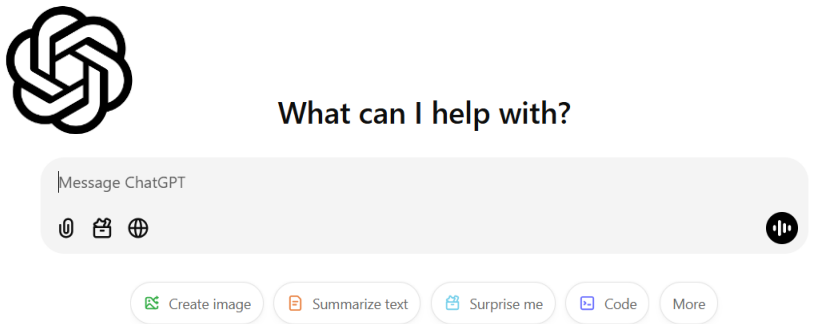 What can I help with?
Message ChatGPT
Create image Summarize text Surprise me Code More